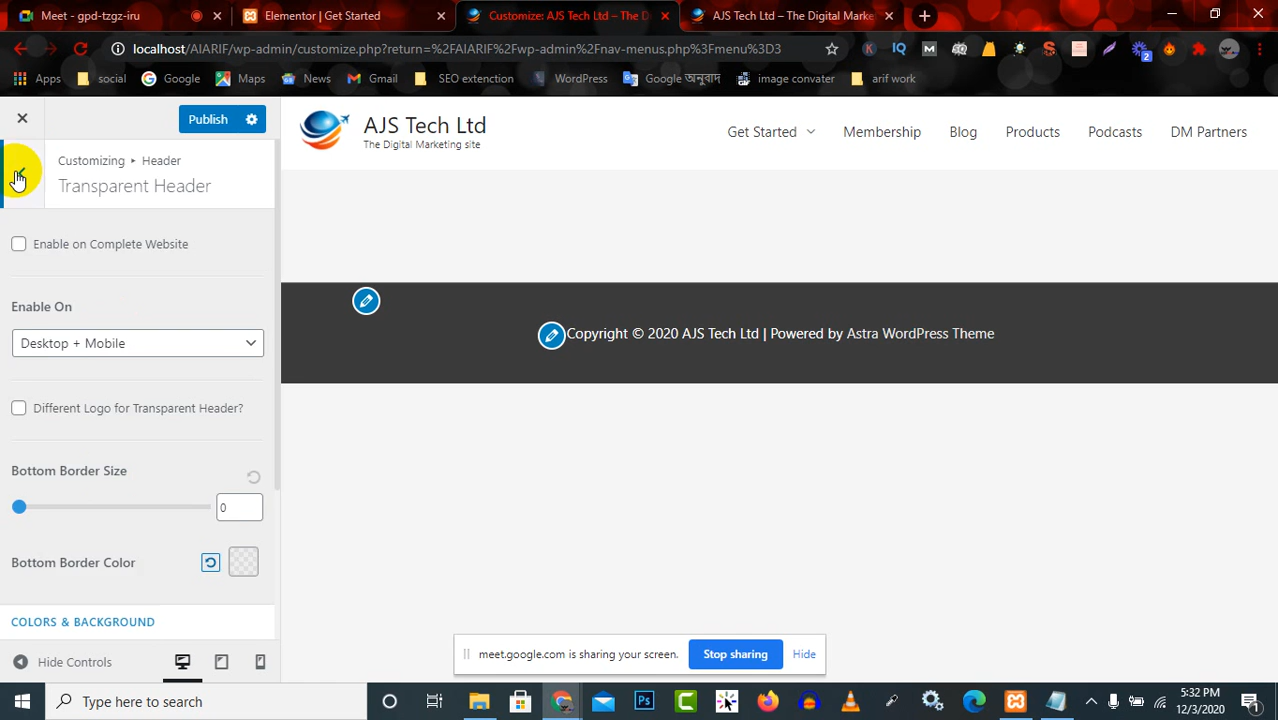 Meet - gpd-tzgz-iru
Elementor | Get Started
Customize: AJS Tech Ltd – The D
AJS Tech Ltd – The Digital Marke
localhost/AIARIF/wp-admin/customize.php?return=%2FAIARIF%2Fwp-admin%2Fnav-menus.php%3Fmenu%3D3
Apps
social
Google
Maps
News
Gmail
SEO extenction
WordPress
Google অনুবাদ
image convater
arif work
Publish
Customizing ▸ Header
Transparent Header
Enable on Complete Website
Enable On
Desktop + Mobile
Different Logo for Transparent Header?
Bottom Border Size
0
Bottom Border Color
COLORS & BACKGROUND
Hide Controls
AJS Tech Ltd
The Digital Marketing site
Get Started
Membership
Blog
Products
Podcasts
DM Partners
Copyright © 2020 AJS Tech Ltd | Powered by Astra WordPress Theme
meet.google.com is sharing your screen.
Stop sharing
Hide
Type here to search
5:32 PM
12/3/2020